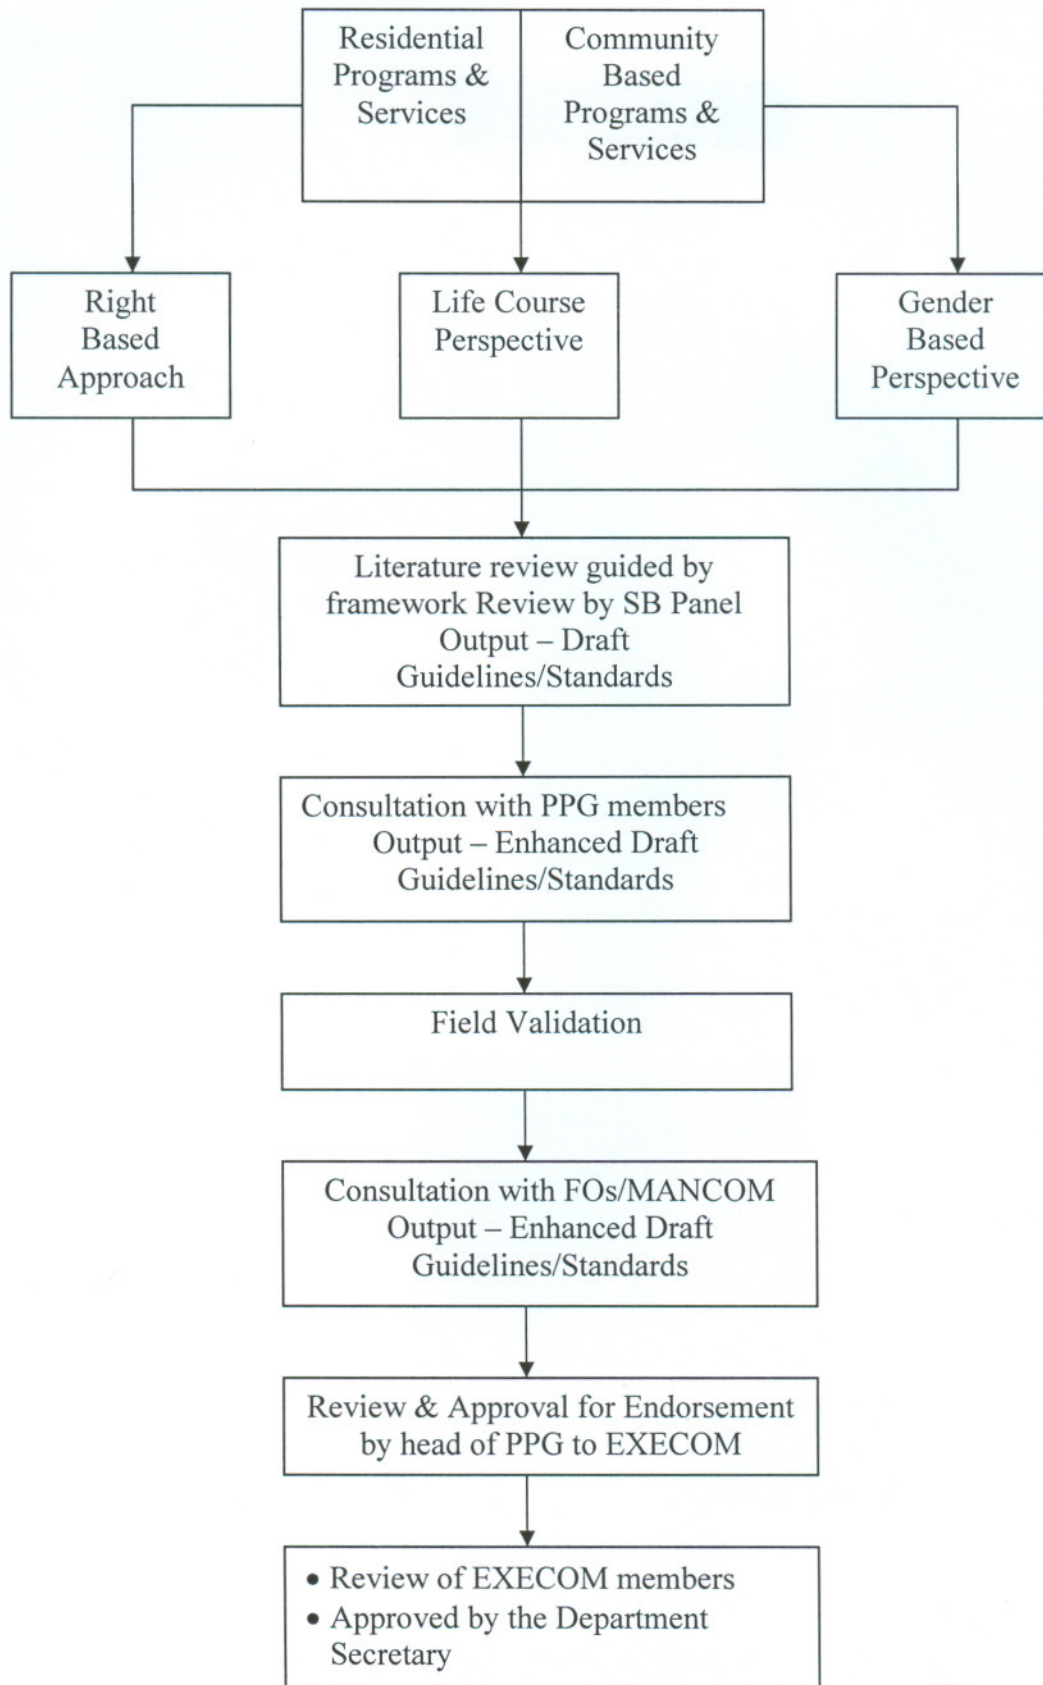 Residential
Programs &
Services
Community
Based
Programs &
Services
Right
Based
Approach
Life Course
Perspective
Gender
Based
Perspective
Literature review guided by
framework Review by SB Panel
Output – Draft
Guidelines/Standards
Consultation with PPG members
Output – Enhanced Draft
Guidelines/Standards
Field Validation
Consultation with FOs/MANCOM
Output – Enhanced Draft
Guidelines/Standards
Review & Approval for Endorsement
by head of PPG to EXECOM
• Review of EXECOM members
• Approved by the Department
Secretary